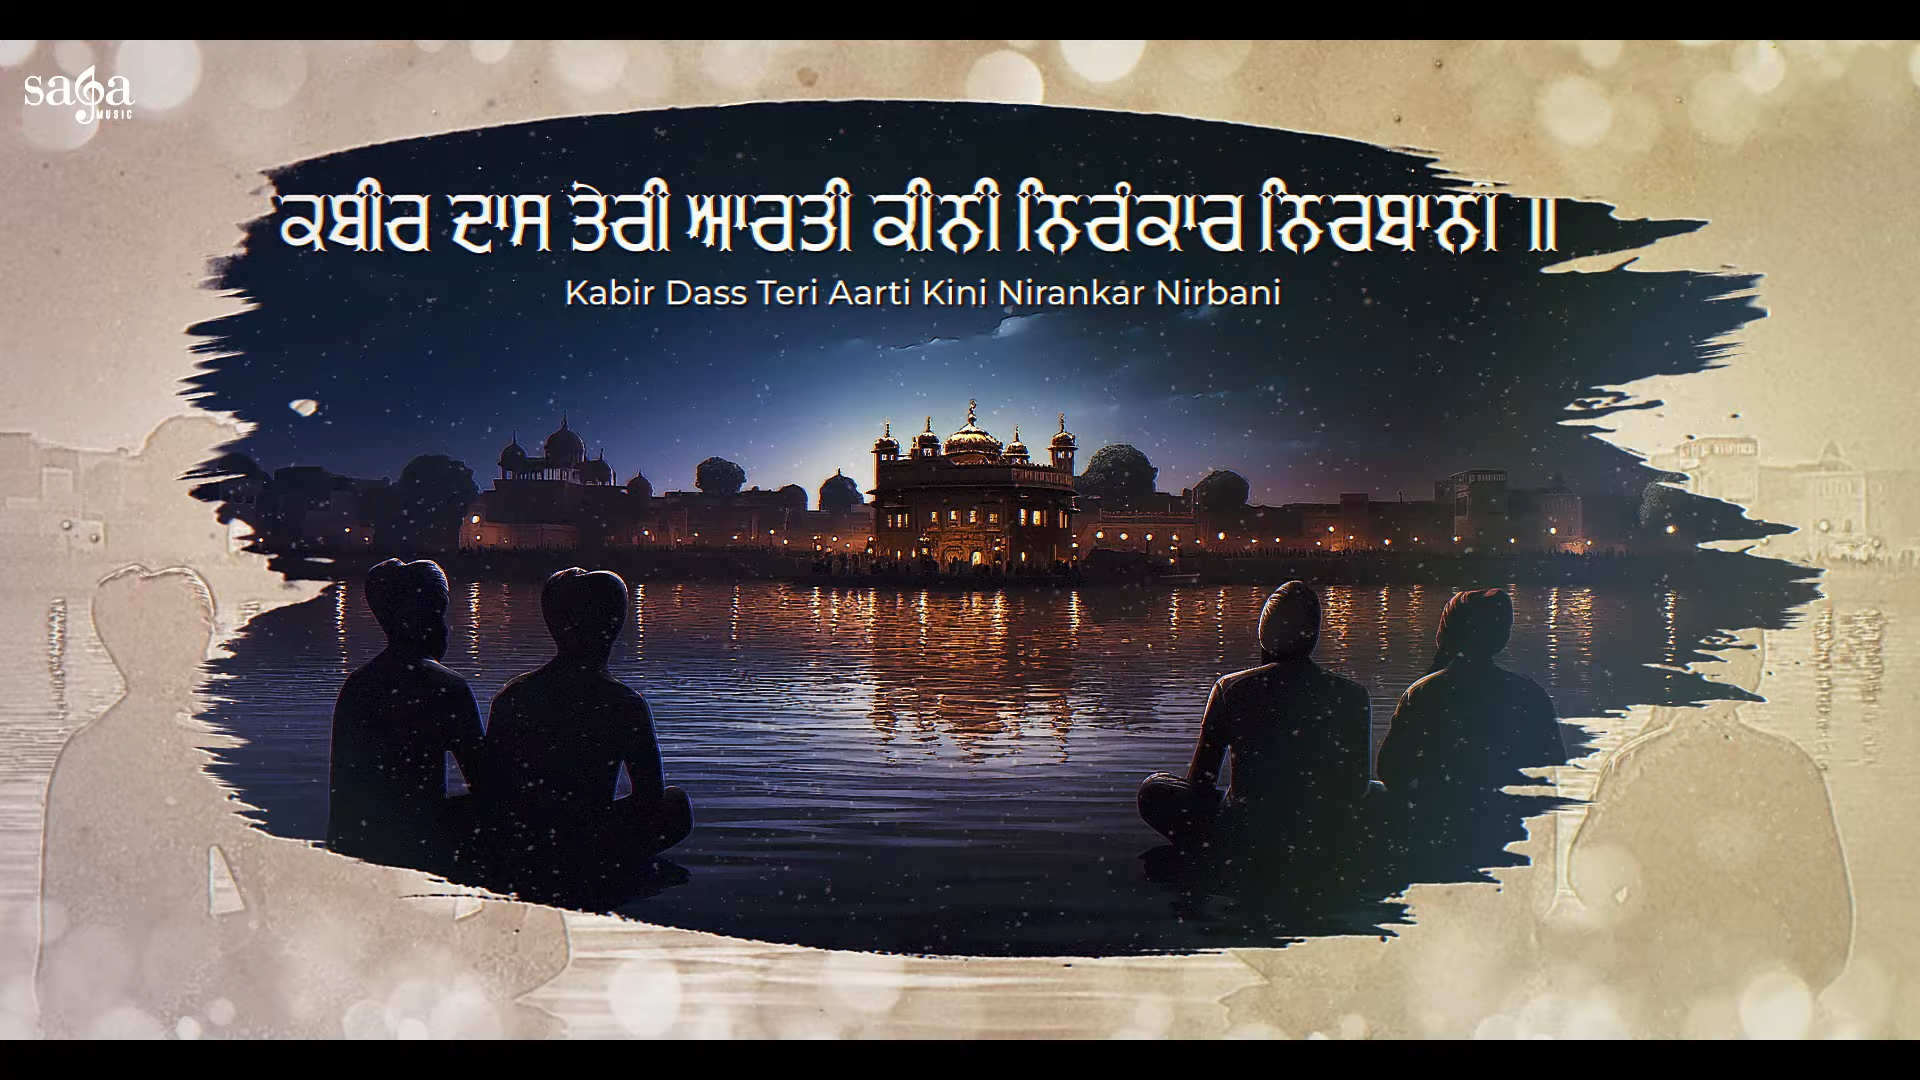 saga
MUSIC
ਕਬੀਰ ਦਾਸ ਤੇਰੀ ਆਰਤੀ ਕੀਨੀ ਨਿਰੰਕਾਰ ਨਿਰਬਾਨੀ ॥
Kabir Dass Teri Aarti Kini Nirankar Nirbani